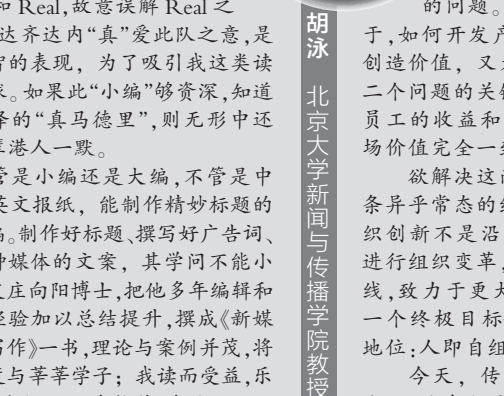 和 Real,故意误解 Real 之
达齐达内“真”爱此队之意,是
的表现，为了吸引我这类读
。如果此“小编”够资深,知道
译的“真马德里”,则无形中还
港人一默。
管是小编还是大编,不管是中
英文报纸，能制作精妙标题的
。制作好标题、撰写好广告词、
种媒体的文案，其学问不能小
庄向阳博士,把他多年编辑和
经验加以总结提升,撰成《新媒
写作》一书,理论与案例并茂,将
与莘莘学子；我读而受益,乐
胡泳 北京大学新闻与传播学院教授
的问题。
于,如何开发产
创造价值，又
二个问题的关键
员工的收益和
场价值完全一
欲解决这两
条异乎常态的
织创新不是沿
进行组织变革,
线,致力于更大
一个终极目标
地位:人即自组
今天，传